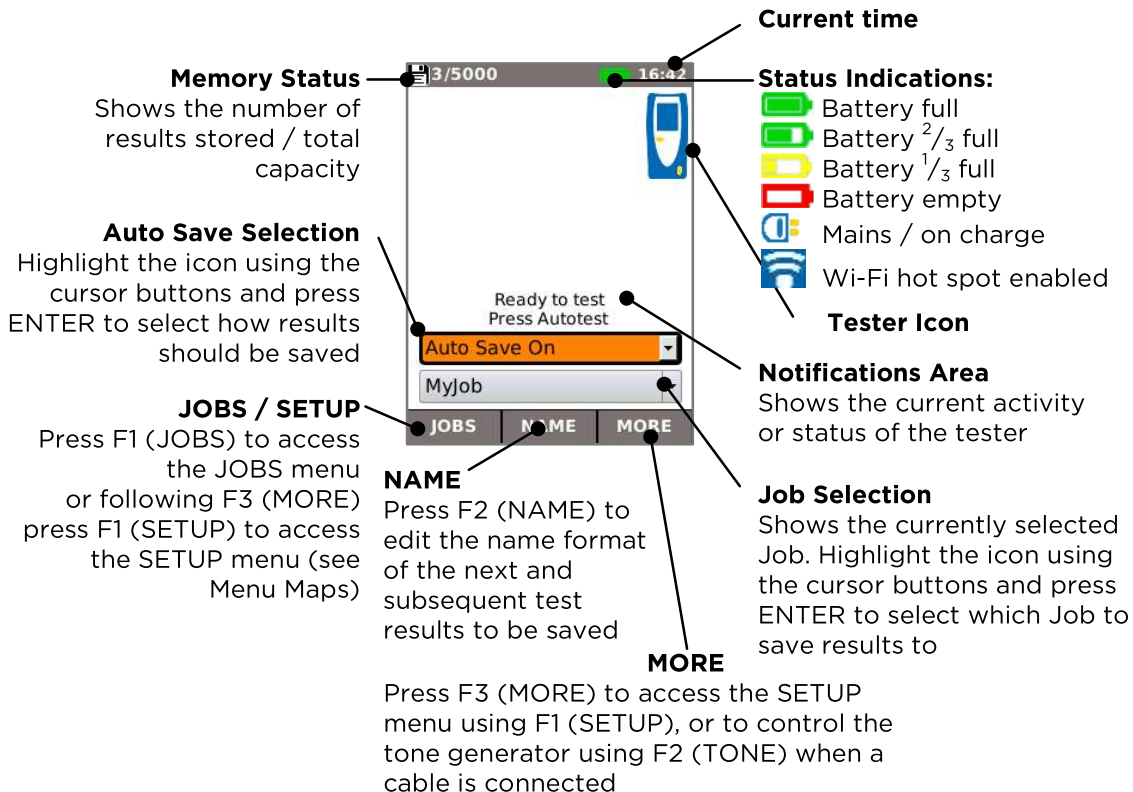 Current time
Memory Status
Shows the number of
results stored / total
capacity
3/5000
16:42
Status Indications:
Battery full
Battery 2/3 full
Battery 1/3 full
Battery empty
Mains / on charge
Wi-Fi hot spot enabled
Tester Icon
Auto Save Selection
Highlight the icon using the
cursor buttons and press
ENTER to select how results
should be saved
Ready to test
Press Autotest
Auto Save On
MyJob
JOBS
NAME
MORE
Notifications Area
Shows the current activity
or status of the tester
JOBS / SETUP
Press F1 (JOBS) to access
the JOBS menu
or following F3 (MORE)
press F1 (SETUP) to access
the SETUP menu (see
Menu Maps)
NAME
Press F2 (NAME) to
edit the name format
of the next and
subsequent test
results to be saved
Job Selection
Shows the currently selected
Job. Highlight the icon using
the cursor buttons and press
ENTER to select which Job to
save results to
MORE
Press F3 (MORE) to access the SETUP
menu using F1 (SETUP), or to control the
tone generator using F2 (TONE) when a
cable is connected